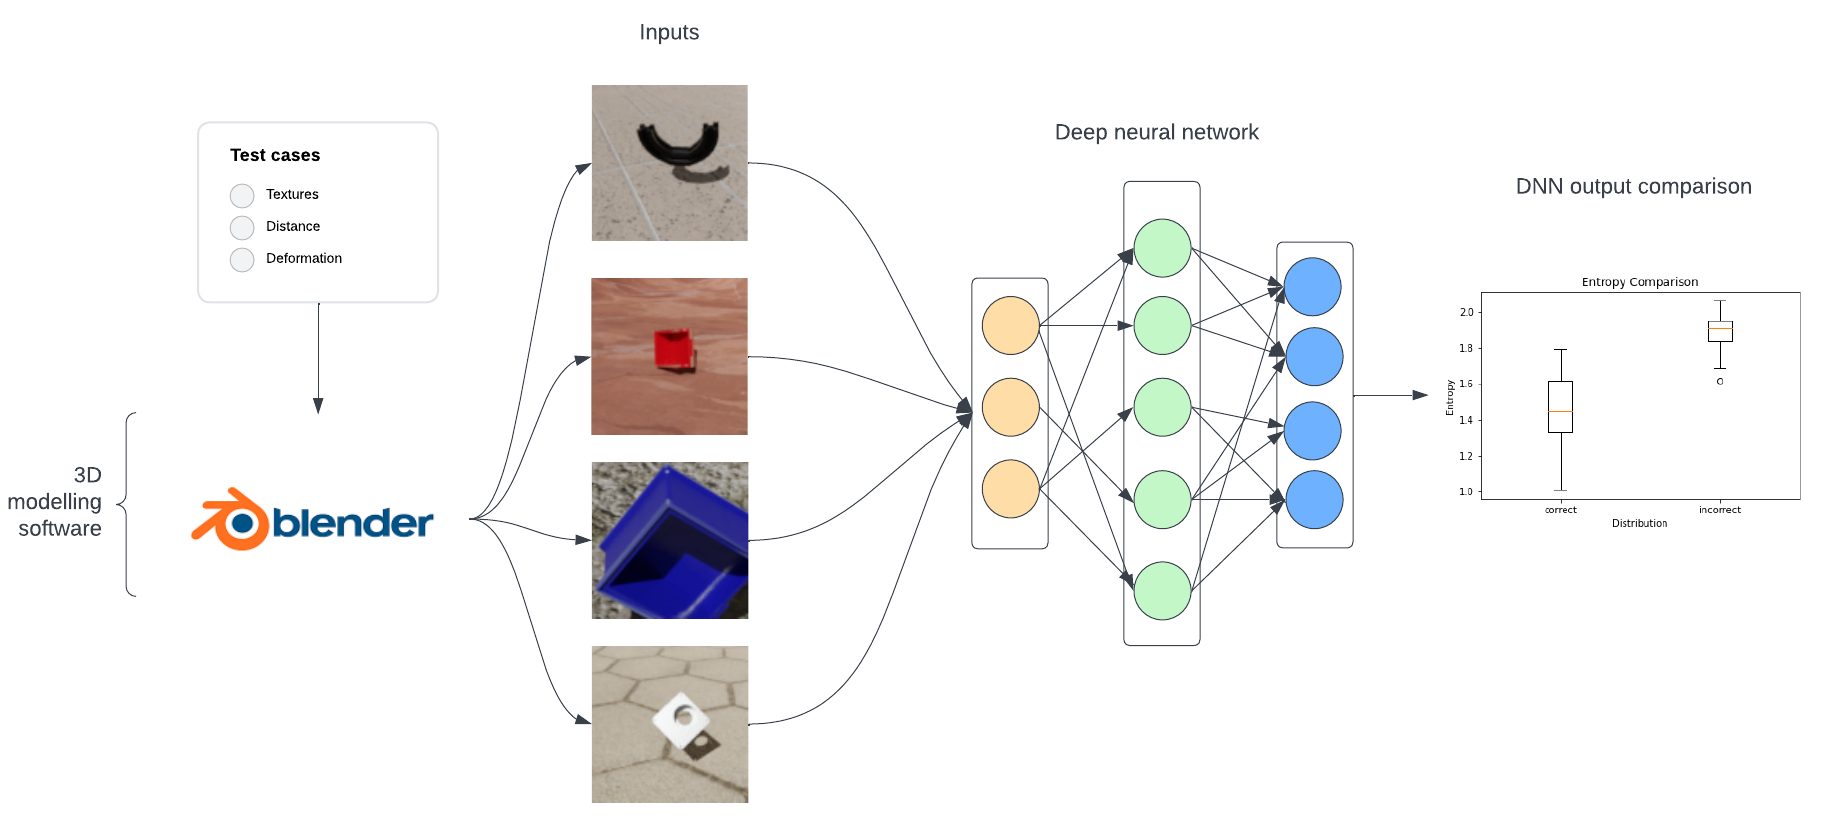 Inputs
Test cases
Textures
Distance
Deformation
3D
modelling
software
blender
Deep neural network
DNN output comparison
Entropy Comparison
Entropy
2.0
1.8
1.6
1.4
1.2
1.0
correct
incorrect
Distribution